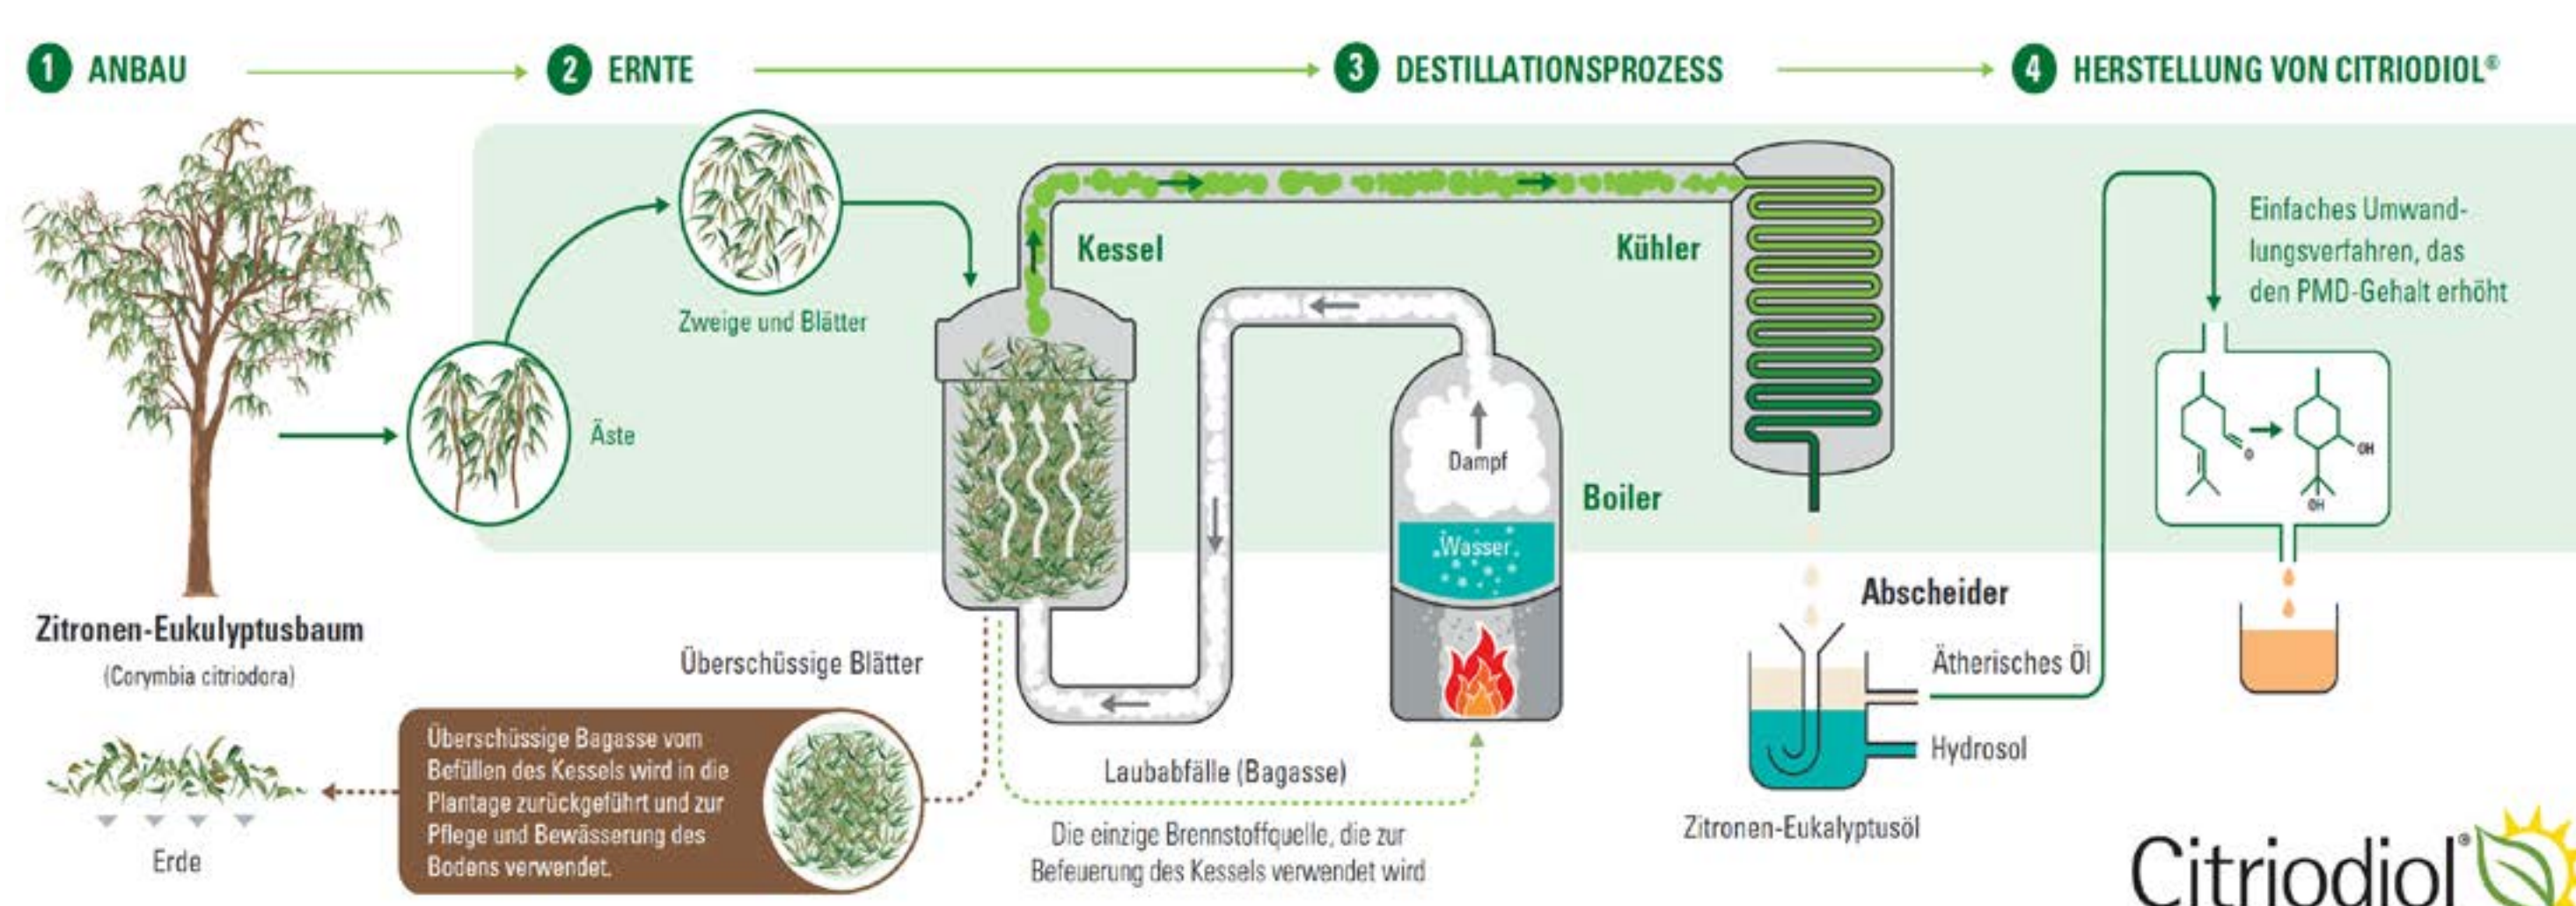 1 ANBAU
2 ERNTE
3 DESTILLATIONSPROZESS
4 HERSTELLUNG VON CITRIODIOL®
Zweige und Blätter
Äste
Kessel
Kühler
Einfaches Umwand-
lungsverfahren, das
den PMD-Gehalt erhöht
O
OH
OH
Dampf
Boiler
Wasser
Zitronen-Eukulyptusbaum
(Corymbia citriodora)
Abscheider
Ätherisches Öl
Hydrosol
Zitronen-Eukalyptusöl
Überschüssige Blätter
Überschüssige Bagasse vom
Befüllen des Kessels wird in die
Plantage zurückgeführt und zur
Pflege und Bewässerung des
Bodens verwendet.
Erde
Laubabfälle (Bagasse)
Die einzige Brennstoffquelle, die zur
Befeuerung des Kessels verwendet wird
Citriodiol®